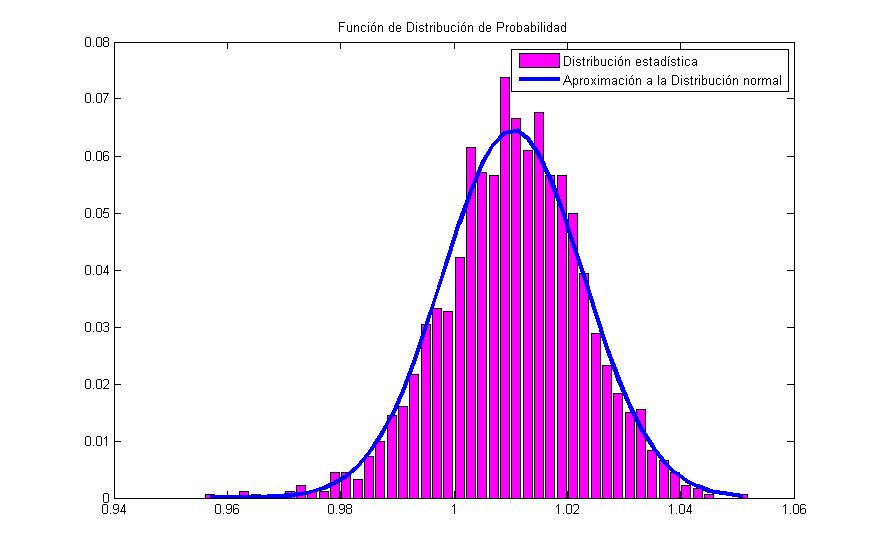 Función de Distribución de Probabilidad
0.08
Distribución estadística
Aproximación a la Distribución normal
0.07
0.06
0.05
0.04
0.03
0.02
0.01
0
0.94 0.96 0.98 1 1.02 1.04 1.06